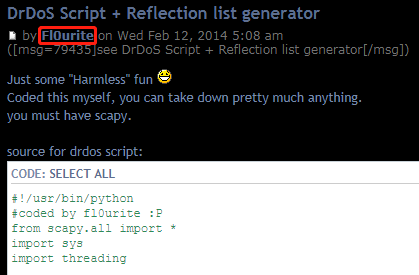 DrDoS Script + Reflection list generator
by Fl0urite on Wed Feb 12, 2014 5:08 am
([msg=79435]see DrDoS Script + Reflection list generator[/msg])
Just some "Harmless" fun
Coded this myself, you can take down pretty much anything.
you must have scapy.
source for drdos script:
CODE: SELECT ALL
#!/usr/bin/python
#coded by fl0urite :P
from scapy.all import *
import sys
import threading